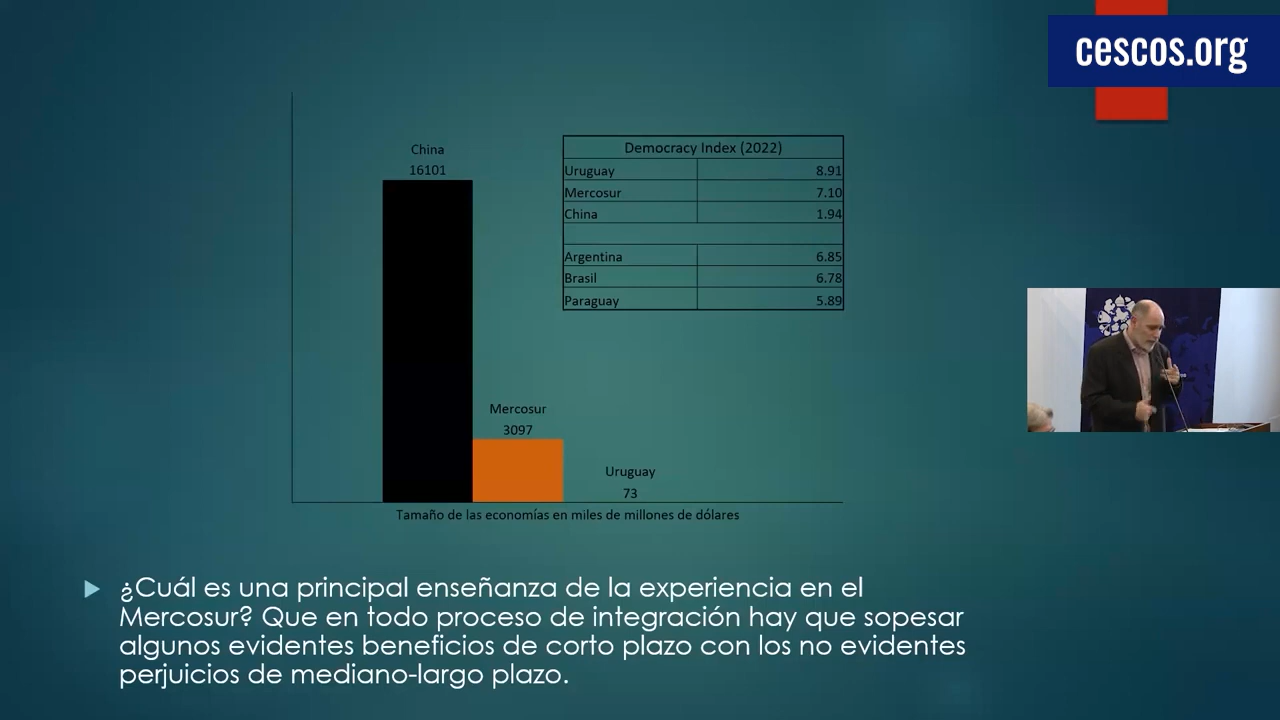 cescos.org
China
16101
Democracy Index (2022)
Uruguay 8.91
Mercosur 7.10
China 1.94
Argentina 6.85
Brasil 6.78
Paraguay 5.89
Mercosur
3097
Uruguay
73
Tamaño de las economías en miles de millones de dólares
¿Cuál es una principal enseñanza de la experiencia en el
Mercosur? Que en todo proceso de integración hay que sopesar
algunos evidentes beneficios de corto plazo con los no evidentes
perjuicios de mediano-largo plazo.